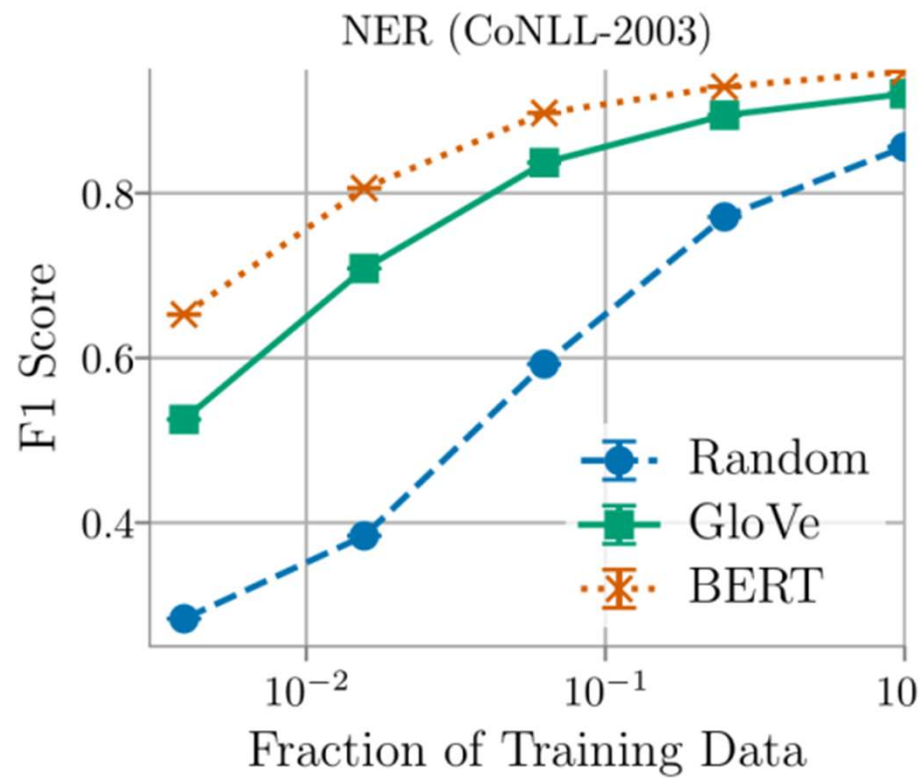 NER (CoNLL-2003)
F1 Score
0.8
0.6
0.4
Random
GloVe
BERT
10⁻²
10⁻¹
10
Fraction of Training Data